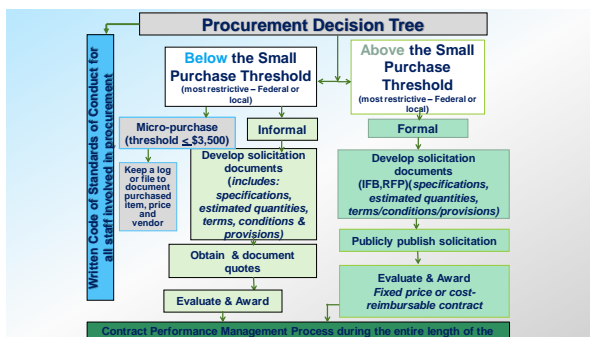 Procurement Decision Tree
Written Code of Standards of Conduct for
all staff involved in procurement
Below the Small
Purchase Threshold
(most restrictive – Federal or
local)
Above the Small
Purchase
Threshold
(most restrictive – Federal or
local)
Micro-purchase
(threshold < $3,500)
Informal
Formal
Keep a log
or file to
document
purchased
item, price
and
vendor
Develop solicitation
documents
(includes:
specifications,
estimated quantities,
terms, conditions &
provisions)
Develop solicitation
documents
(IFB,RFP)(specifications,
estimated quantities,
terms/conditions/provisions)
Obtain & document
quotes
Publicly publish solicitation
Evaluate & Award
Evaluate & Award
Fixed price or cost-
reimbursable contract
Contract Performance Management Process during the entire length of the